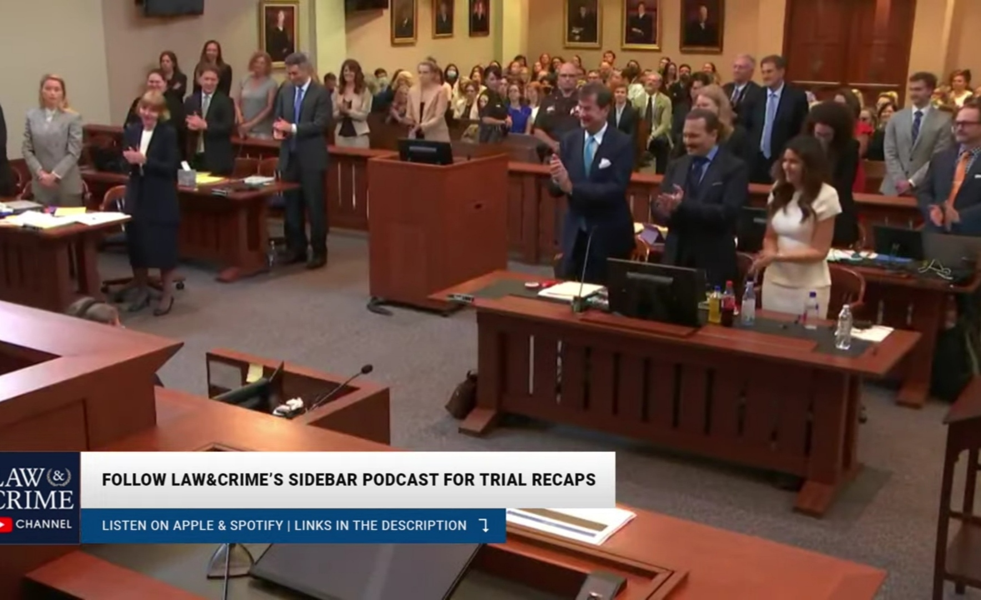 LAW &
CRIME
CHANNEL
FOLLOW LAW&CRIME'S SIDEBAR PODCAST FOR TRIAL RECAPS
LISTEN ON APPLE & SPOTIFY | LINKS IN THE DESCRIPTION